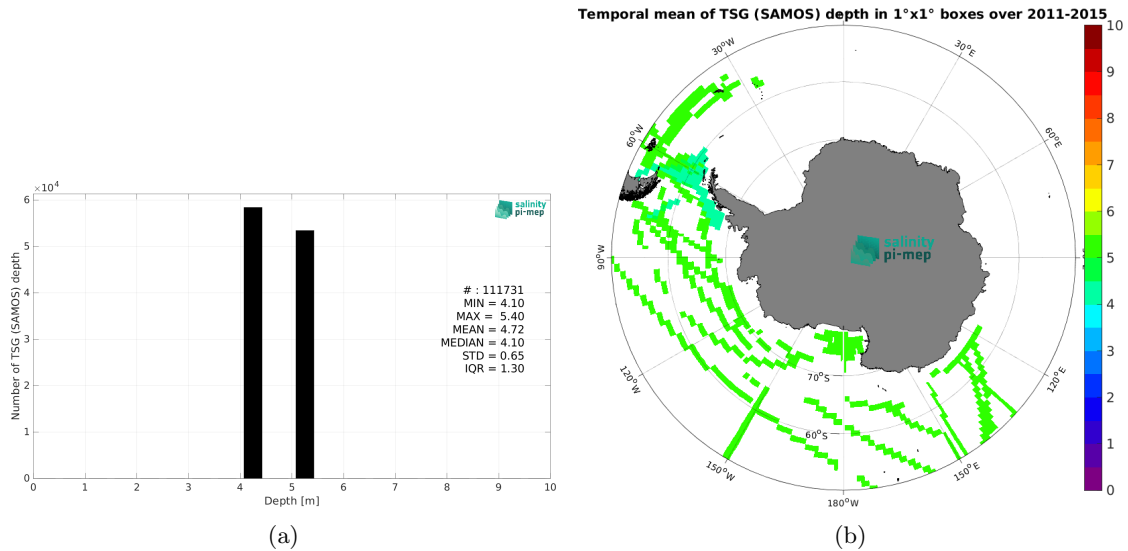 ×10⁴
6
5
4
3
2
1
0
Number of TSG (SAMOS) depth
salinity
pi-mep
# : 111731
MIN = 4.10
MAX = 5.40
MEAN = 4.72
MEDIAN = 4.10
STD = 0.65
IQR = 1.30
0 1 2 3 4 5 6 7 8 9 10
Depth [m]
(a)
Temporal mean of TSG (SAMOS) depth in 1°x1° boxes over 2011-2015
30°W
30°E
60°W
60°E
90°W
120°W
120°E
150°W
150°E
180°W
70°S
60°S
salinity
pi-mep
10
9
8
7
6
5
4
3
2
1
0
(b)